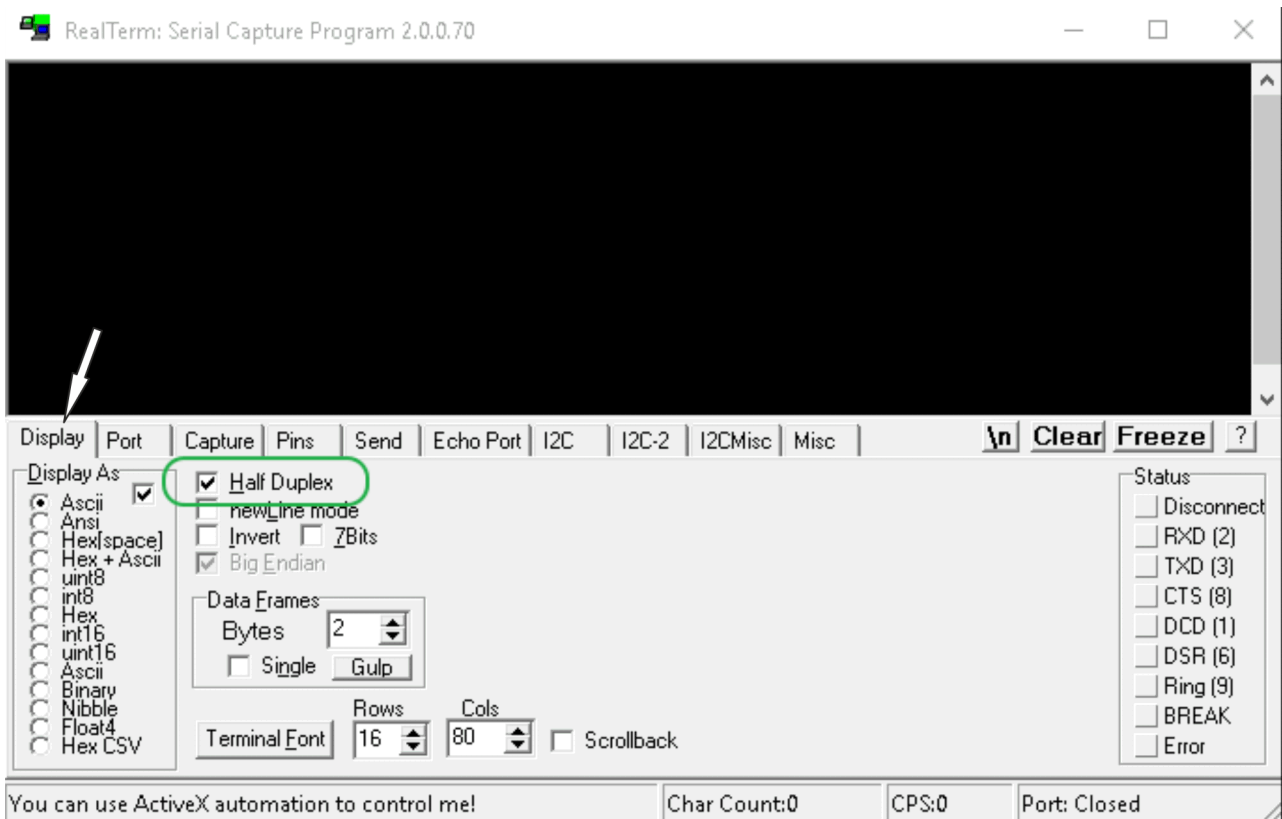 RealTerm: Serial Capture Program 2.0.0.70
Display Port Capture Pins Send Echo Port I2C I2C-2 I2CMisc Misc \n Clear Freeze ?
Display As
Ascii
Ansi
Hex[space]
Hex + Ascii
uint8
int8
Hex
int16
uint16
Ascii
Binary
Nibble
Float4
Hex CSV
Half Duplex
newLine mode
Invert 7Bits
Big Endian
Data Frames
Bytes 2
Single Gulp
Rows Cols
Terminal Font 16 80 Scrollback
Status
Disconnect
RXD (2)
TXD (3)
CTS (8)
DCD (1)
DSR (6)
Ring (9)
BREAK
Error
You can use ActiveX automation to control me! Char Count:0 CPS:0 Port: Closed